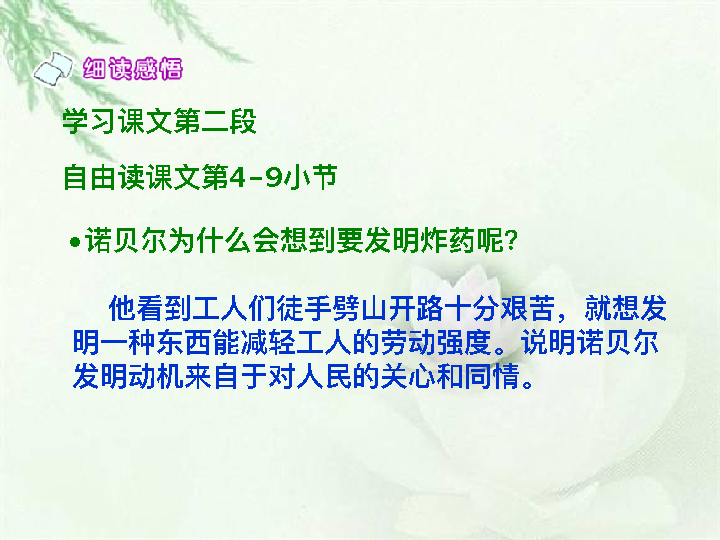 细读感悟
学习课文第二段
自由读课文第4-9小节
•诺贝尔为什么会想到要发明炸药呢?
他看到工人们徒手劈山开路十分艰苦，就想发
明一种东西能减轻工人的劳动强度。说明诺贝尔
发明动机来自于对人民的关心和同情。